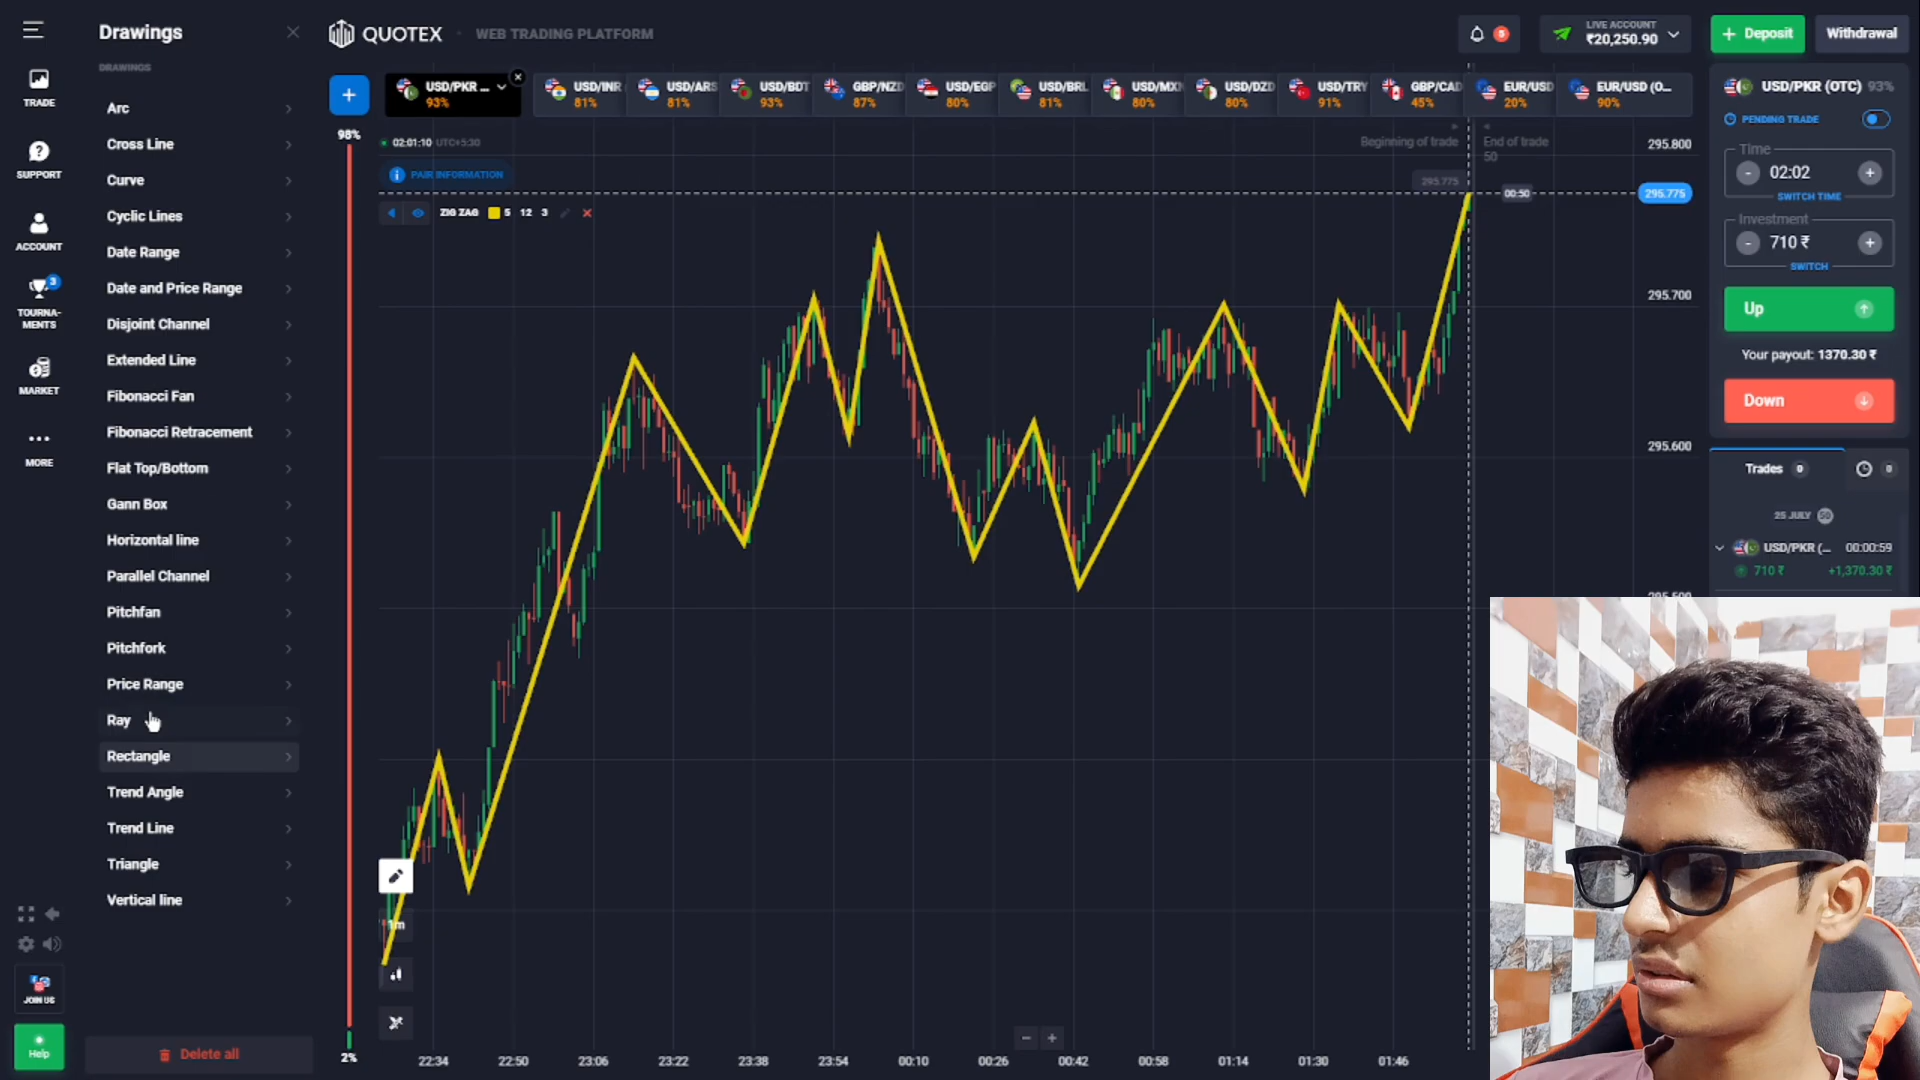 TRADE
SUPPORT
ACCOUNT
3
TOURNA-
MENTS
MARKET
MORE
JOIN US
Help
Drawings
DRAWINGS
Arc
Cross Line
Curve
Cyclic Lines
Date Range
Date and Price Range
Disjoint Channel
Extended Line
Fibonacci Fan
Fibonacci Retracement
Flat Top/Bottom
Gann Box
Horizontal line
Parallel Channel
Pitchfan
Pitchfork
Price Range
Ray
Rectangle
Trend Angle
Trend Line
Triangle
Vertical line
Delete all
QUOTEX
WEB TRADING PLATFORM
5
LIVE ACCOUNT
₹20,250.90
+ Deposit
Withdrawal
+
USD/PKR ...
93%
USD/INR
81%
USD/ARS
81%
USD/BDT
93%
GBP/NZD
87%
USD/EGP
80%
USD/BRL
81%
USD/MXN
80%
USD/DZD
80%
USD/TRY
91%
GBP/CAD
45%
EUR/USD
20%
EUR/USD (O...
90%
98%
2%
02:01:10 UTC+5:30
PAIR INFORMATION
ZIG ZAG 5 12 3
Beginning of trade
End of trade
50
295.775
00:50
295.775
295.800
295.700
295.600
1m
22:34 22:50 23:06 23:22 23:38 23:54 00:10 00:26 00:42 00:58 01:14 01:30 01:46
USD/PKR (OTC) 93%
PENDING TRADE
Time
- 02:02 +
SWITCH TIME
Investment
- 710 ₹ +
SWITCH
Up
Your payout: 1370.30 ₹
Down
Trades 0
0
25 JULY 50
USD/PKR (... 00:00:59
710 ₹ +1,370.30 ₹